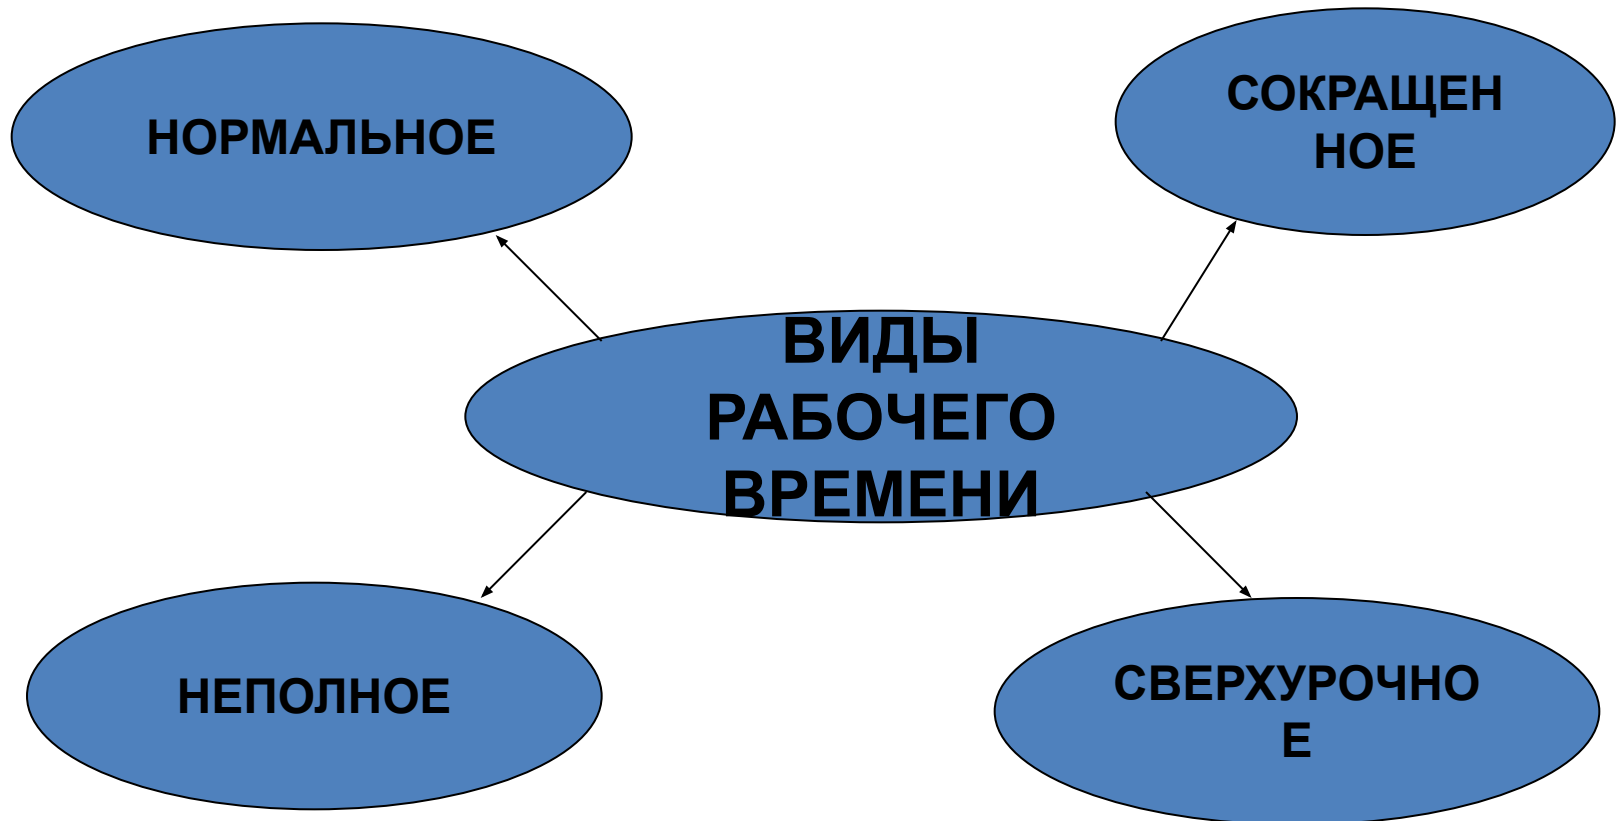 НОРМАЛЬНОЕ
СОКРАЩЕН
НОЕ
ВИДЫ
РАБОЧЕГО
ВРЕМЕНИ
НЕПОЛНОЕ
СВЕРХУРОЧНО
Е